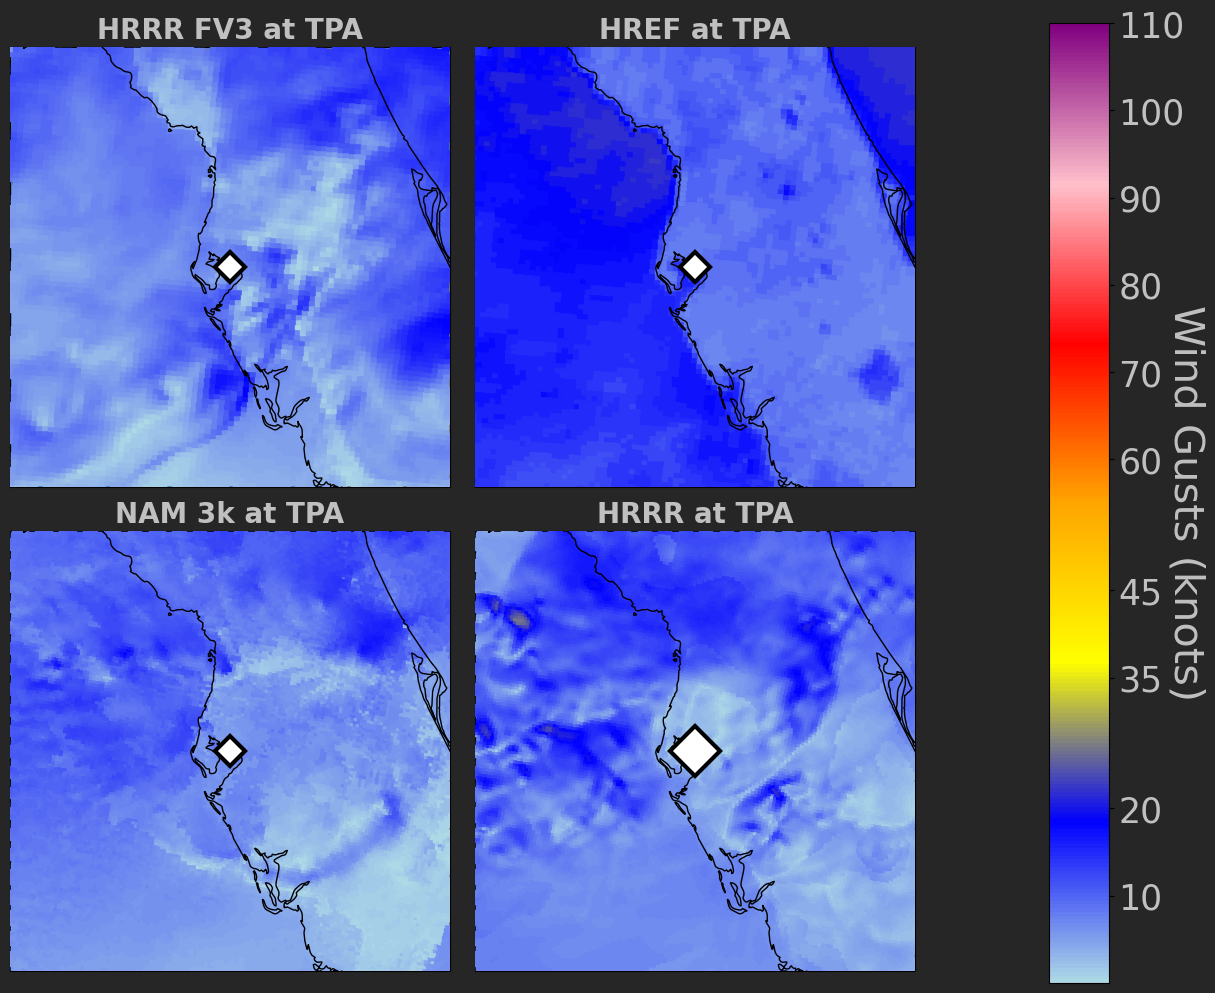 HRRR FV3 at TPA
HREF at TPA
NAM 3k at TPA
HRRR at TPA
110
100
90
80
70
60
45
35
20
10
Wind Gusts (knots)